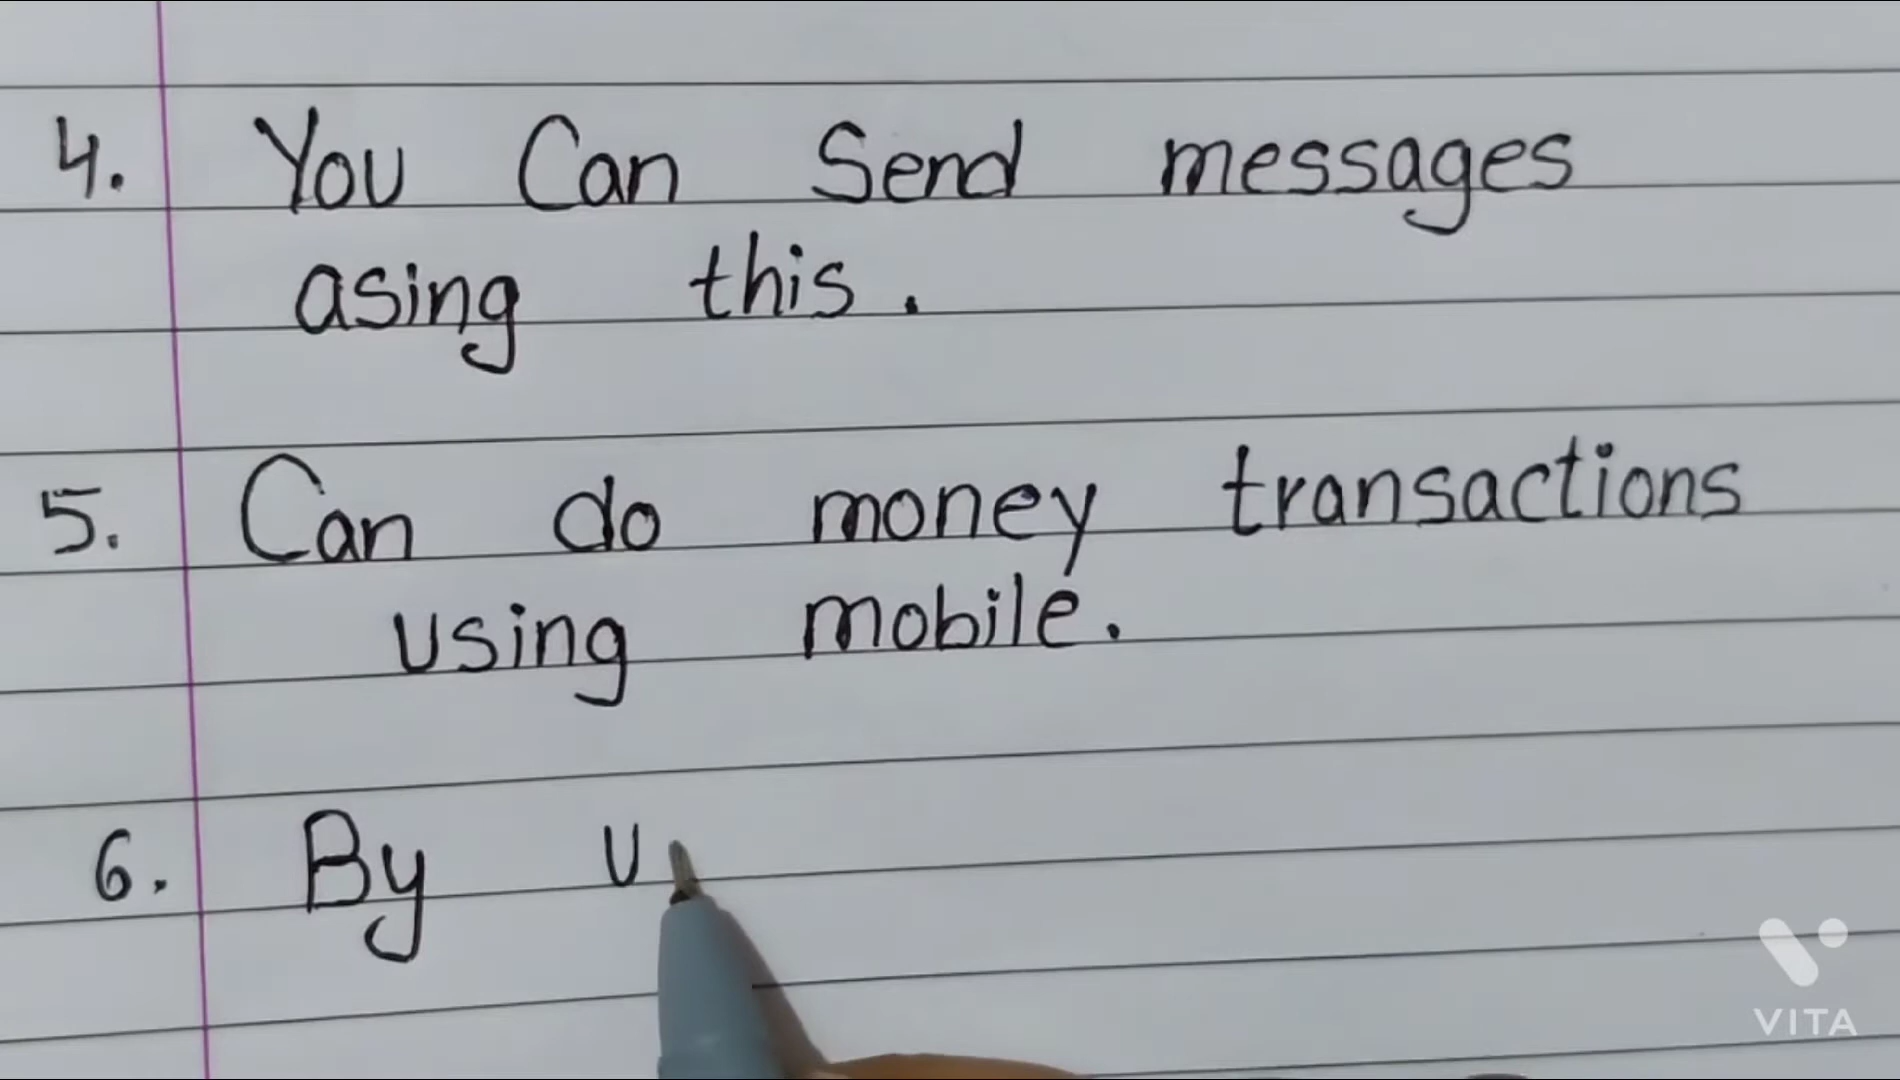 4. You Can Send messages
asing this.
5. Can do money transactions
using mobile.
6. By u
VITA